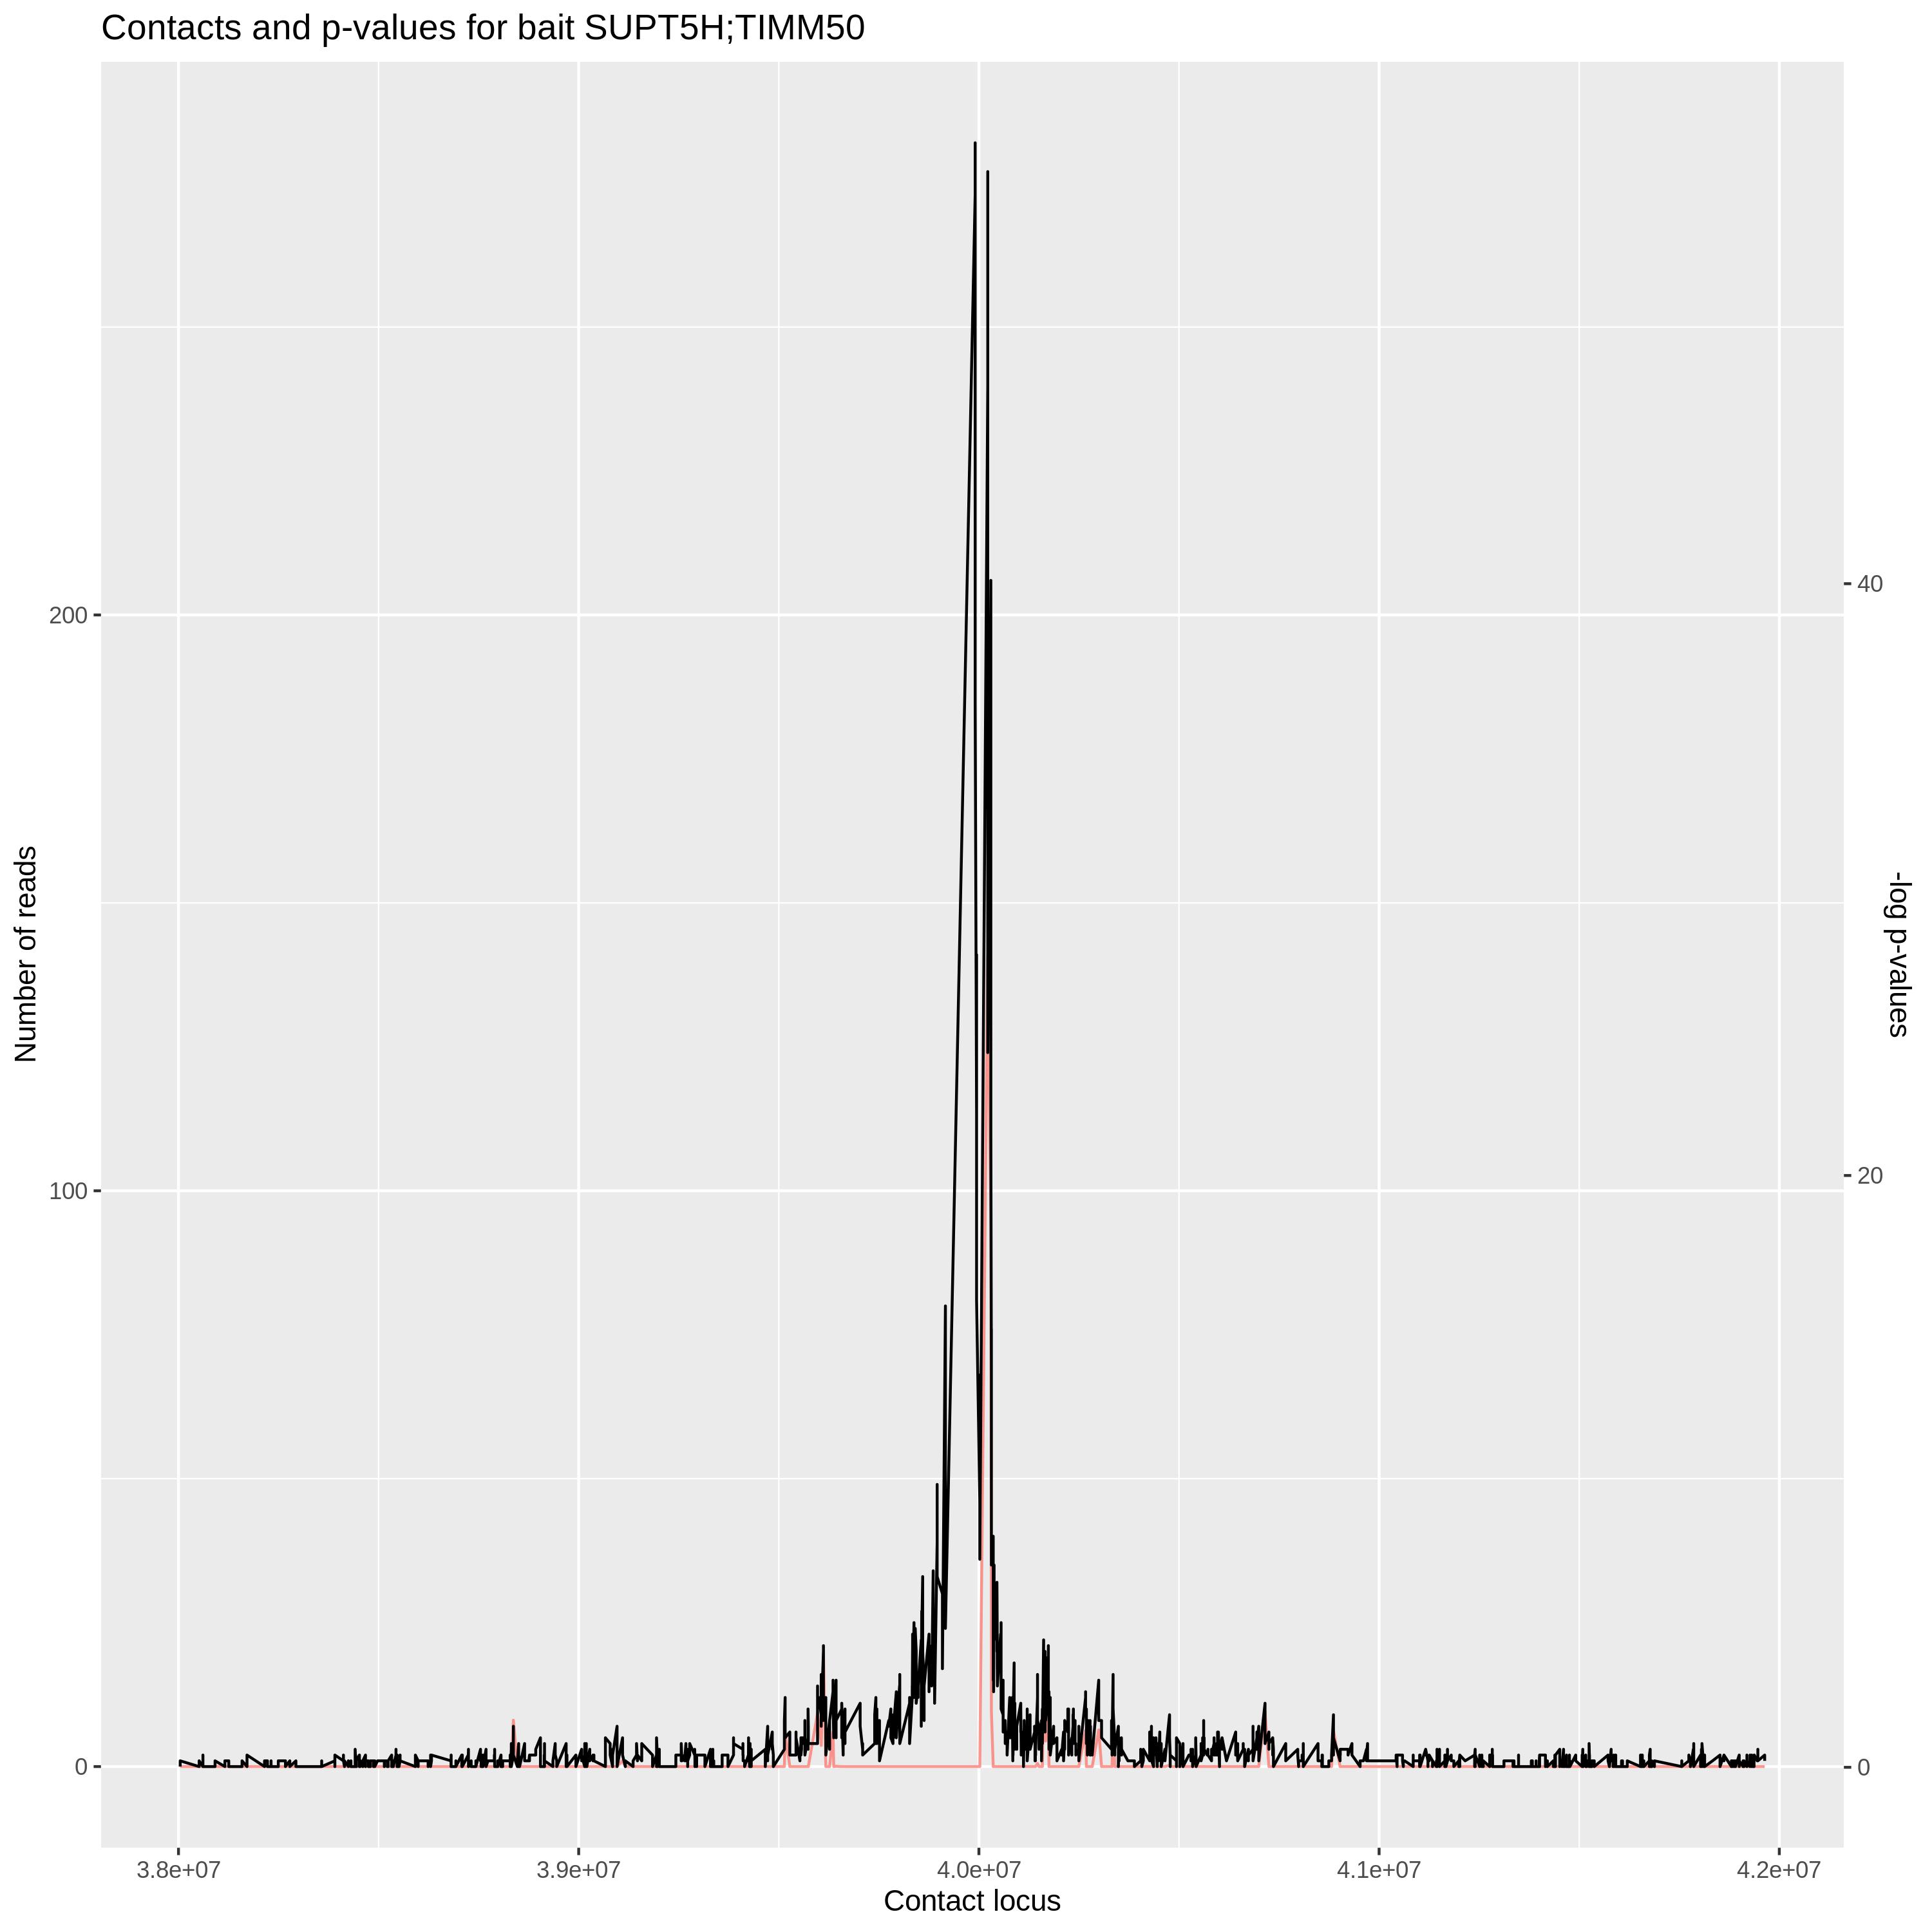 Contacts and p-values for bait SUPT5H;TIMM50
Number of reads
200
100
0
40
20
0
-log p-values
3.8e+07
3.9e+07
4.0e+07
4.1e+07
4.2e+07
Contact locus